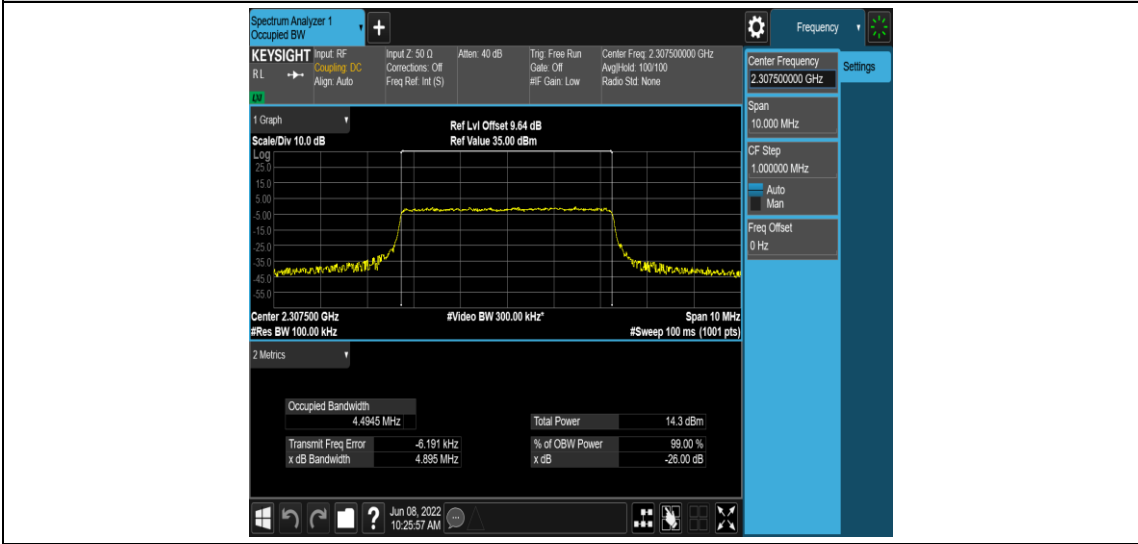 Spectrum Analyzer 1
Occupied BW
+
Frequency
KEYSIGHT
RL
LM
Input: RF
Coupling: DC
Align: Auto
Input Z: 50 Ω
Corrections: Off
Freq Ref: Int (S)
Atten: 40 dB
Trig: Free Run
Gate: Off
#IF Gain: Low
Center Freq: 2.307500000 GHz
Avg|Hold: 100/100
Radio Std: None
Center Frequency
2.307500000 GHz
Settings
Span
10.000 MHz
CF Step
1.000000 MHz
Auto
Man
Freq Offset
0 Hz
1 Graph
Scale/Div 10.0 dB
Ref Lvl Offset 9.64 dB
Ref Value 35.00 dBm
Log
25.0
15.0
5.00
-5.00
-15.0
-25.0
-35.0
-45.0
-55.0
Center 2.307500 GHz
#Video BW 300.00 kHz*
Span 10 MHz
#Res BW 100.00 kHz
#Sweep 100 ms (1001 pts)
2 Metrics
Occupied Bandwidth
4.4945 MHz
Total Power 14.3 dBm
Transmit Freq Error -6.191 kHz
% of OBW Power 99.00 %
x dB Bandwidth 4.895 MHz
x dB -26.00 dB
?
Jun 08, 2022
10:25:57 AM